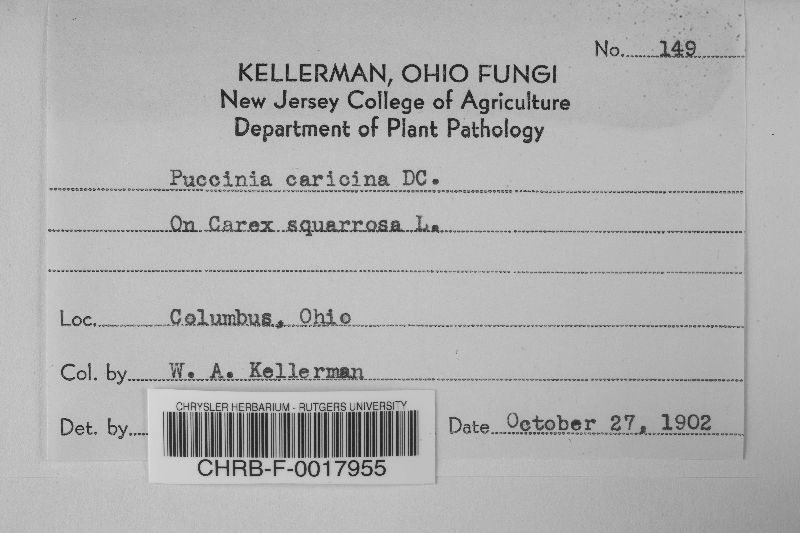 No. 149
KELLERMAN, OHIO FUNGI
New Jersey College of Agriculture
Department of Plant Pathology
Puccinia caricina DC.
On Carex squarrosa L.
Loc. Columbus, Ohio
Col. by W. A. Kellerman
Det. by
Date October 27, 1902
CHRYSLER HERBARIUM - RUTGERS UNIVERSITY
CHRB-F-0017955